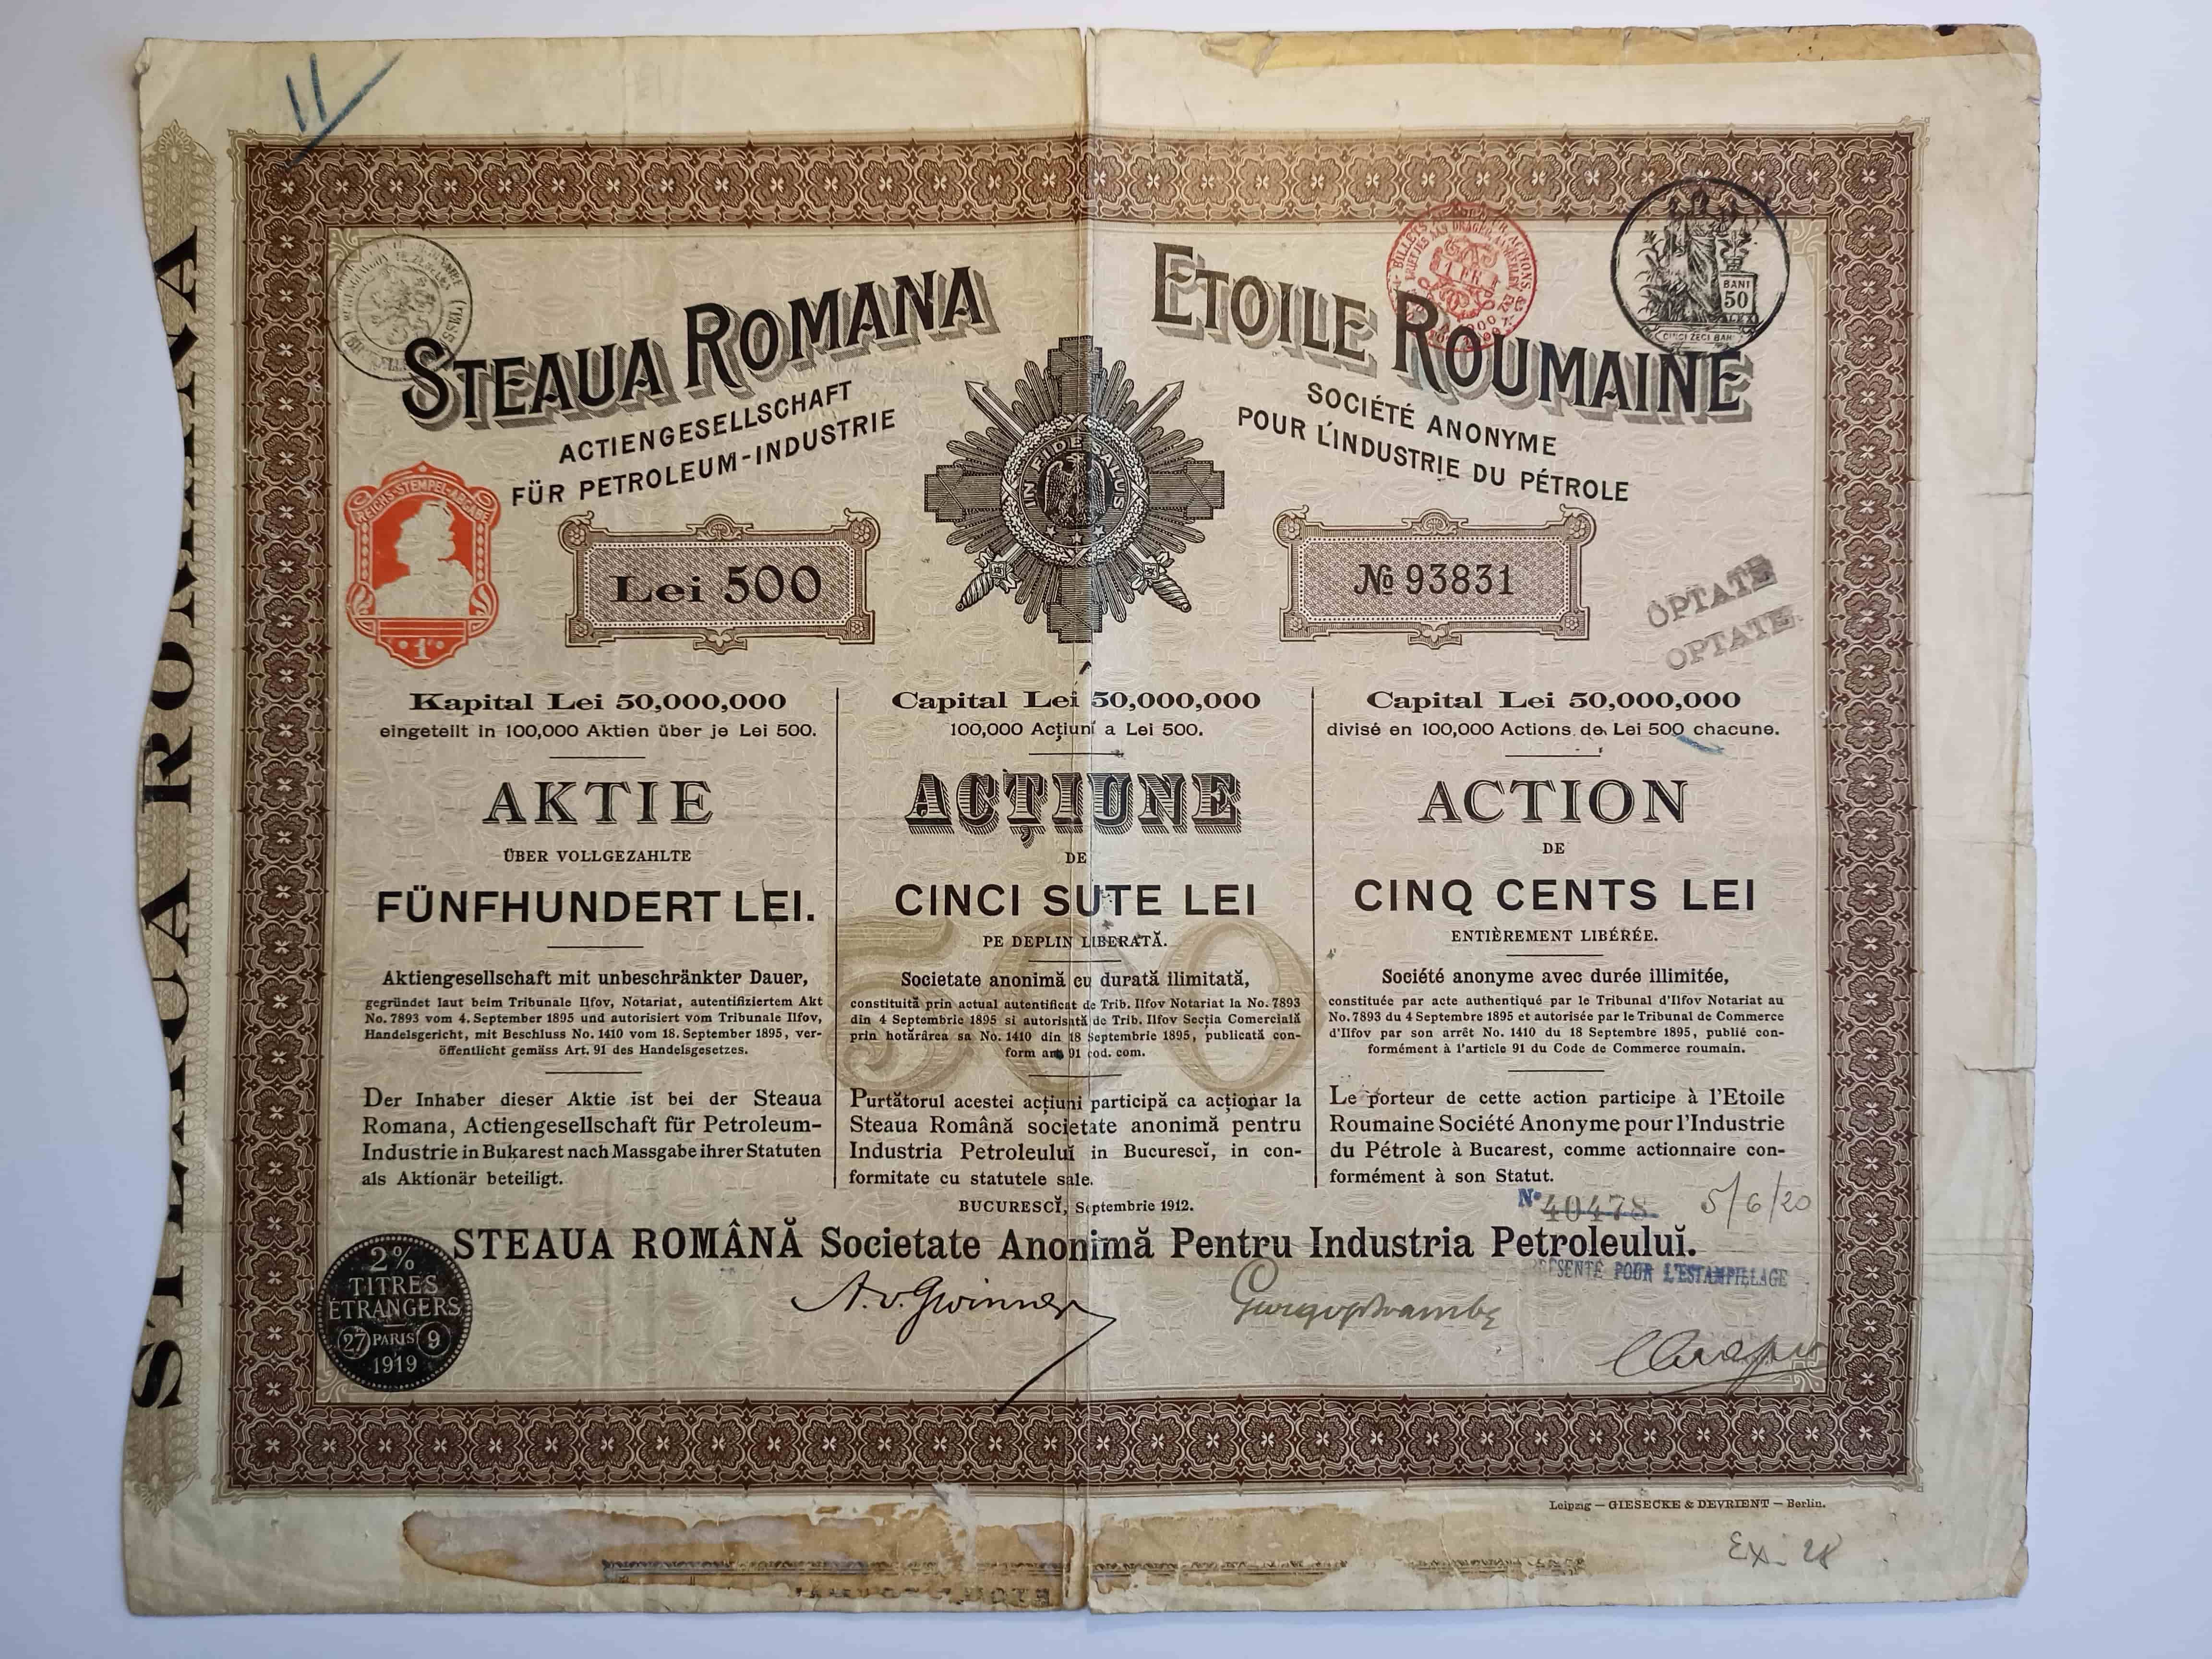 11
STEAUA ROMANA
STEAUA ROMANA
ACTIENGESELLSCHAFT
FÜR PETROLEUM-INDUSTRIE
ETOILE ROUMAINE
SOCIÉTÉ ANONYME
POUR L'INDUSTRIE DU PÉTROLE
1 FR
BANI
50
CINCI ZECI BANI
REICHS-STEMPEL-ABGABE
1
IN FIDE SALUS
Lei 500
№ 93831
OPTATE
OPTATE
Kapital Lei 50,000,000
eingeteilt in 100,000 Aktien über je Lei 500.
AKTIE
ÜBER VOLLGEZAHLTE
FÜNFHUNDERT LEI.
Aktiengesellschaft mit unbeschränkter Dauer,
gegründet laut beim Tribunale Ilfov, Notariat, autentifiziertem Akt
No. 7893 vom 4. September 1895 und autorisiert vom Tribunale Ilfov,
Handelsgericht, mit Beschluss No. 1410 vom 18. September 1895, ver-
öffentlicht gemäss Art. 91 des Handelsgesetzes.
Der Inhaber dieser Aktie ist bei der Steaua
Romana, Actiengesellschaft für Petroleum-
Industrie in Bukarest nach Massgabe ihrer Statuten
als Aktionär beteiligt.
Capital Lei 50,000,000
100,000 Acțiuni a Lei 500.
ACȚIUNE
DE
CINCI SUTE LEI
PE DEPLIN LIBERATĂ.
500
Societate anonimă cu durată ilimitată,
constituită prin actual autentificat de Trib. Ilfov Notariat la No. 7893
din 4 Septembrie 1895 si autorisată de Trib. Ilfov Secția Comercială
prin hotărârea sa No. 1410 din 18 Septembrie 1895, publicată con-
form art. 91 cod. com.
Purtătorul acestei acțiuni participă ca acționar la
Steaua Română societate anonimă pentru
Industria Petroleuluĭ in Bucurescĭ, in con-
formitate cu statutele sale.
Capital Lei 50,000,000
divisé en 100,000 Actions de Lei 500 chacune.
ACTION
DE
CINQ CENTS LEI
ENTIÈREMENT LIBÉRÉE.
Société anonyme avec durée illimitée,
constituée par acte authentiqué par le Tribunal d'Ilfov Notariat au
No. 7893 du 4 Septembre 1895 et autorisée par le Tribunal de Commerce
d'Ilfov par son arrêt No. 1410 du 18 Septembre 1895, publié con-
formément à l'article 91 du Code de Commerce roumain.
Le porteur de cette action participe à l'Etoile
Roumaine Société Anonyme pour l'Industrie
du Pétrole à Bucarest, comme actionnaire con-
formément à son Statut.
BUCURESCĬ, Septembrie 1912.
N° 40478
5/6/20
STEAUA ROMÂNĂ Societate Anonimă Pentru Industria Petroleuluĭ.
PRÉSENTÉ POUR L'ESTAMPILLAGE
A. v. Gwinner
2%
TITRES
ÉTRANGERS
27 PARIS 9
1919
Leipzig — GIESECKE & DEVRIENT — Berlin.
Ex- 28